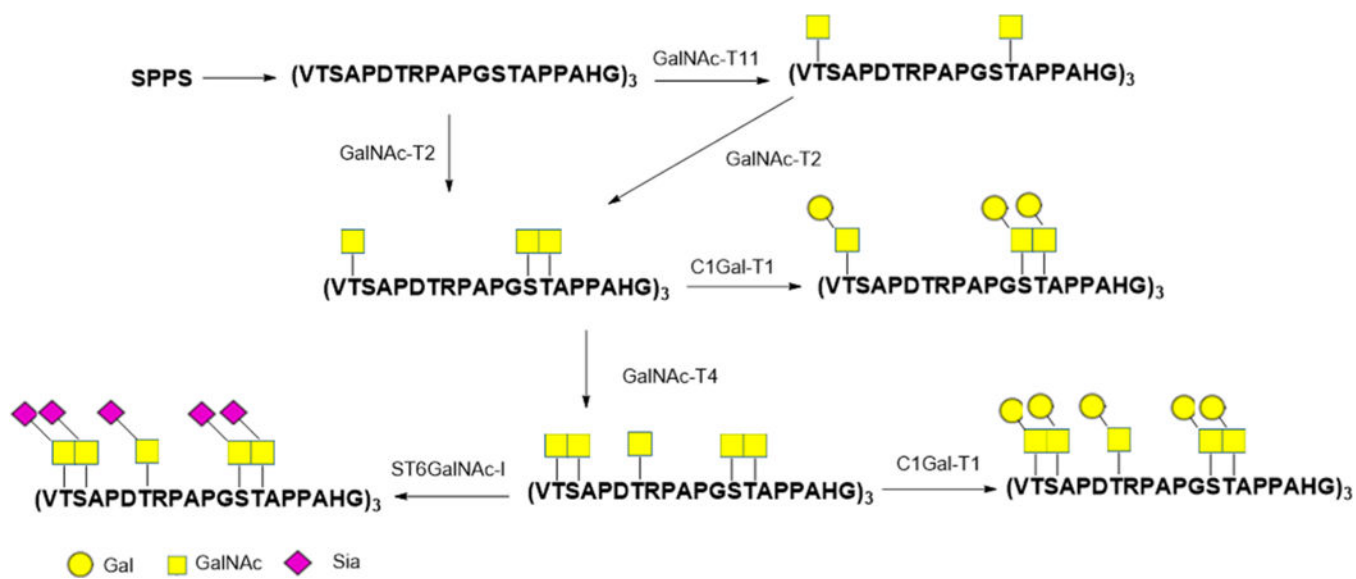 SPPS (VTSAPDTRPAPGSTAPPAHG)3 GalNAc-T11 (VTSAPDTRPAPGSTAPPAHG)3
GalNAc-T2 GalNAc-T2
(VTSAPDTRPAPGSTAPPAHG)3 C1Gal-T1 (VTSAPDTRPAPGSTAPPAHG)3
GalNAc-T4
(VTSAPDTRPAPGSTAPPAHG)3 ST6GalNAc-I (VTSAPDTRPAPGSTAPPAHG)3 C1Gal-T1 (VTSAPDTRPAPGSTAPPAHG)3
Gal GalNAc Sia